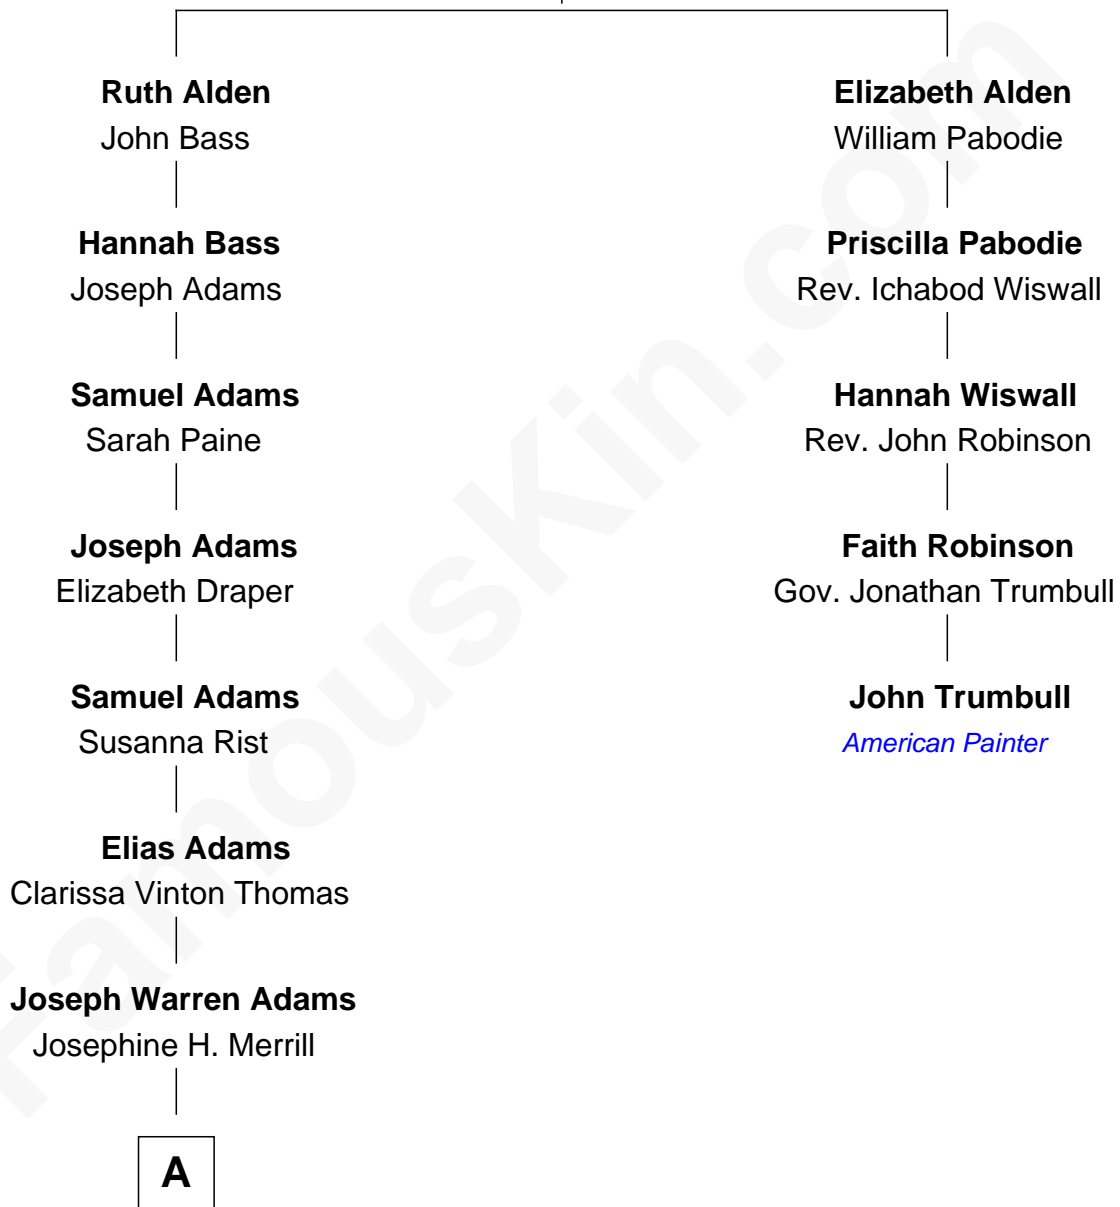 Ruth Alden
John Bass
Elizabeth Alden
William Pabodie
Hannah Bass
Joseph Adams
Priscilla Pabodie
Rev. Ichabod Wiswall
Samuel Adams
Sarah Paine
Hannah Wiswall
Rev. John Robinson
Joseph Adams
Elizabeth Draper
Faith Robinson
Gov. Jonathan Trumbull
Samuel Adams
Susanna Rist
John Trumbull
American Painter
Elias Adams
Clarissa Vinton Thomas
Joseph Warren Adams
Josephine H. Merrill
A
FamousKin.com